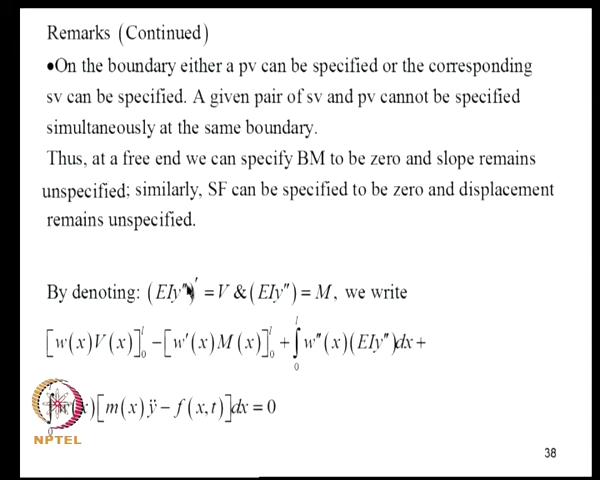 Remarks (Continued)
•On the boundary either a pv can be specified or the corresponding
sv can be specified. A given pair of sv and pv cannot be specified
simultaneously at the same boundary.
Thus, at a free end we can specify BM to be zero and slope remains
unspecified; similarly, SF can be specified to be zero and displacement
remains unspecified.
By denoting: (EIy″)′ = V & (EIy″) = M, we write
[w(x)V(x)]₀ˡ − [w′(x)M(x)]₀ˡ + ∫₀ˡ w″(x)(EIy″)dx +
[m(x)ÿ − f(x,t)]dx = 0
NPTEL
38